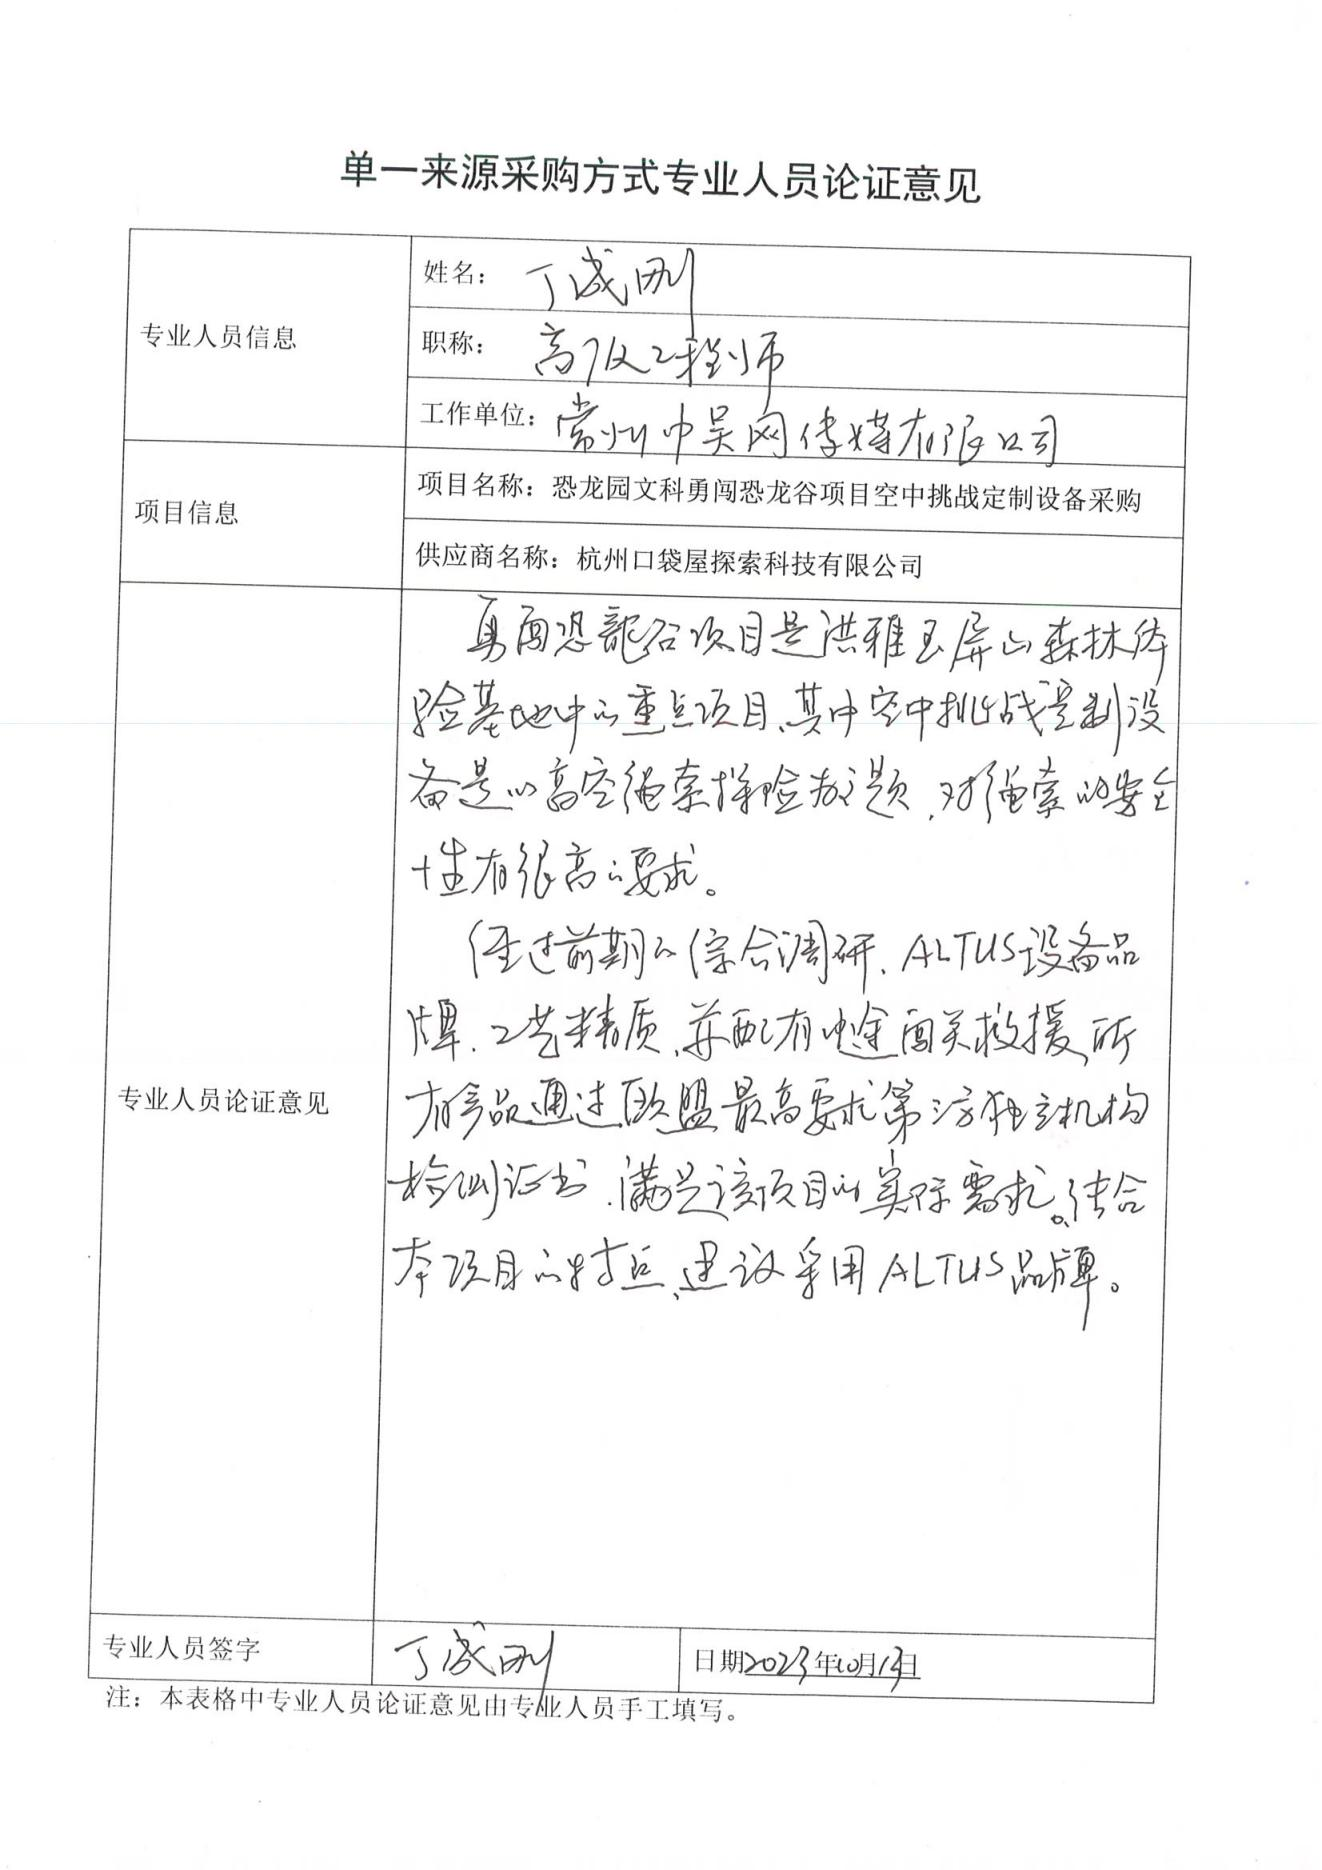 单一来源采购方式专业人员论证意见
专业人员信息
姓名：丁成刚
职称：高级工程师
工作单位：常州中吴网传媒有限公司
项目信息
项目名称：恐龙园文科勇闯恐龙谷项目空中挑战定制设备采购
供应商名称：杭州口袋屋探索科技有限公司
专业人员论证意见
勇闯恐龍谷项目是洪雅玉屏山森林体
验基地中的重点项目，其中空中挑战定制设
备是以高空绳索探险为主题，对绳索的安全
性有很高的要求。
经过前期的综合调研，ALTUS设备品
牌，工艺精质，并配有中途闯关救援，所
有产品通过欧盟最高要求第三方独立机构
检测证书，满足该项目的实际需求。结合
本项目的特点，建议采用ALTUS品牌。
专业人员签字
丁成刚
日期2023年10月13日
注：本表格中专业人员论证意见由专业人员手工填写。